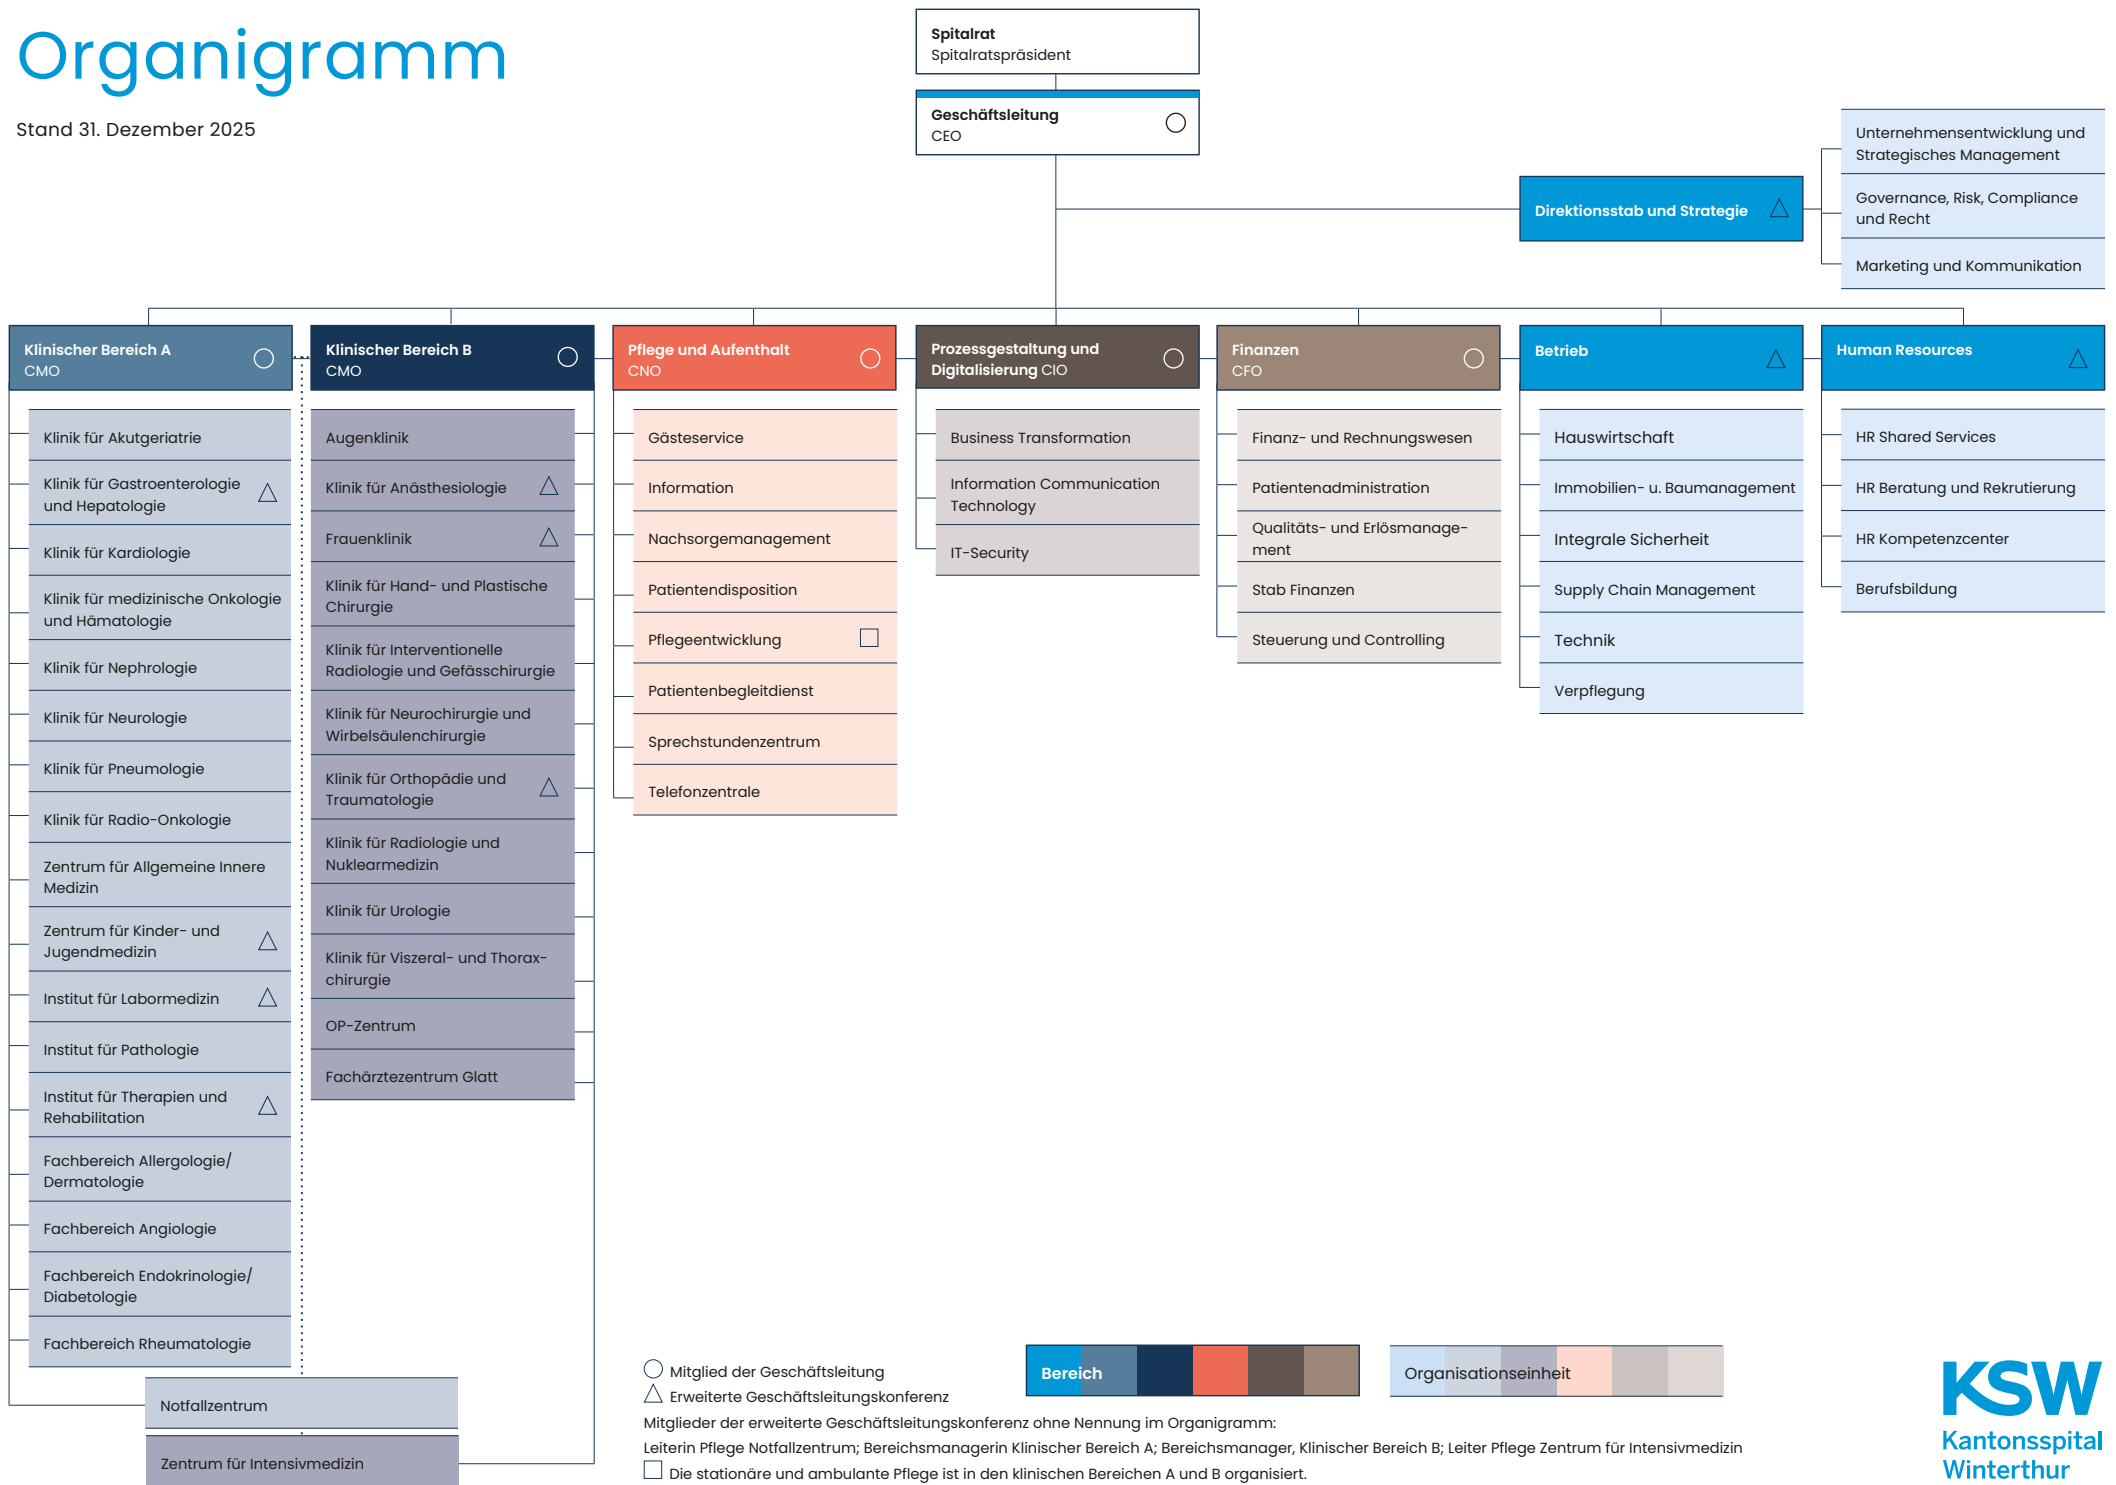 Organigramm
Stand 31. Dezember 2025
Spitalrat
Spitalratspräsident
Geschäftsleitung
CEO
Direktionsstab und Strategie
Unternehmensentwicklung und
Strategisches Management
Governance, Risk, Compliance
und Recht
Marketing und Kommunikation
Klinischer Bereich A
CMO
Klinik für Akutgeriatrie
Klinik für Gastroenterologie
und Hepatologie
Klinik für Kardiologie
Klinik für medizinische Onkologie
und Hämatologie
Klinik für Nephrologie
Klinik für Neurologie
Klinik für Pneumologie
Klinik für Radio-Onkologie
Zentrum für Allgemeine Innere
Medizin
Zentrum für Kinder- und
Jugendmedizin
Institut für Labormedizin
Institut für Pathologie
Institut für Therapien und
Rehabilitation
Fachbereich Allergologie/
Dermatologie
Fachbereich Angiologie
Fachbereich Endokrinologie/
Diabetologie
Fachbereich Rheumatologie
Notfallzentrum
Zentrum für Intensivmedizin
Klinischer Bereich B
CMO
Augenklinik
Klinik für Anästhesiologie
Frauenklinik
Klinik für Hand- und Plastische
Chirurgie
Klinik für Interventionelle
Radiologie und Gefässchirurgie
Klinik für Neurochirurgie und
Wirbelsäulenchirurgie
Klinik für Orthopädie und
Traumatologie
Klinik für Radiologie und
Nuklearmedizin
Klinik für Urologie
Klinik für Viszeral- und Thorax-
chirurgie
OP-Zentrum
Fachärztezentrum Glatt
Pflege und Aufenthalt
CNO
Gästeservice
Information
Nachsorgemanagement
Patientendisposition
Pflegeentwicklung
Patientenbegleitdienst
Sprechstundenzentrum
Telefonzentrale
Prozessgestaltung und
Digitalisierung CIO
Business Transformation
Information Communication
Technology
IT-Security
Finanzen
CFO
Finanz- und Rechnungswesen
Patientenadministration
Qualitäts- und Erlösmanage-
ment
Stab Finanzen
Steuerung und Controlling
Betrieb
Hauswirtschaft
Immobilien- u. Baumanagement
Integrale Sicherheit
Supply Chain Management
Technik
Verpflegung
Human Resources
HR Shared Services
HR Beratung und Rekrutierung
HR Kompetenzcenter
Berufsbildung
Mitglied der Geschäftsleitung
Erweiterte Geschäftsleitungskonferenz
Bereich
Organisationseinheit
Mitglieder der erweiterte Geschäftsleitungskonferenz ohne Nennung im Organigramm:
Leiterin Pflege Notfallzentrum; Bereichsmanagerin Klinischer Bereich A; Bereichsmanager, Klinischer Bereich B; Leiter Pflege Zentrum für Intensivmedizin
Die stationäre und ambulante Pflege ist in den klinischen Bereichen A und B organisiert.
KSW
Kantonsspital
Winterthur